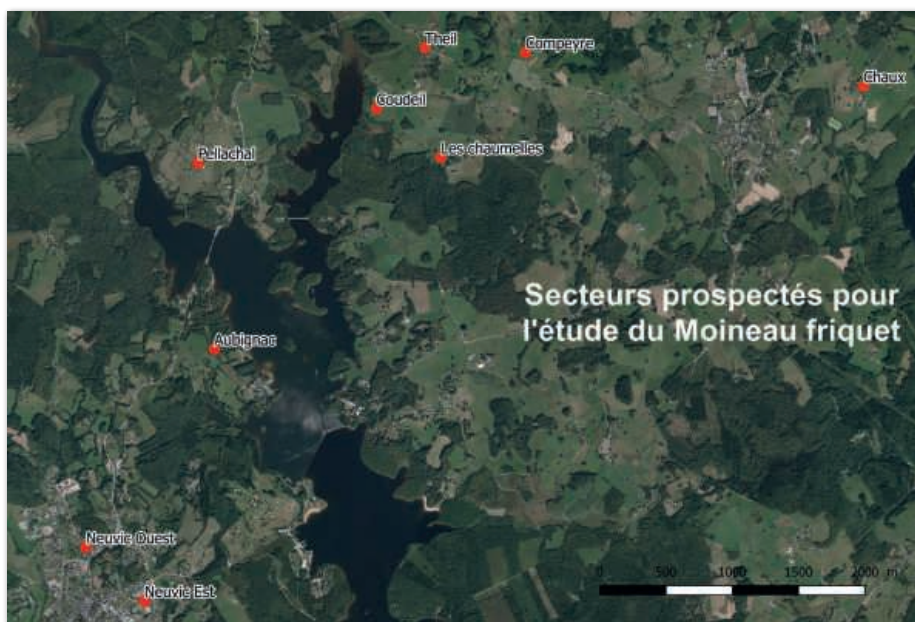 Theil
Compeyre
Chaux
Goudeil
Les chaumelles
Pellachal
Secteurs prospectés pour
l'étude du Moineau friquet
Aubignac
Neuvic Ouest
Neuvic Est
0 500 1000 1500 2000 m